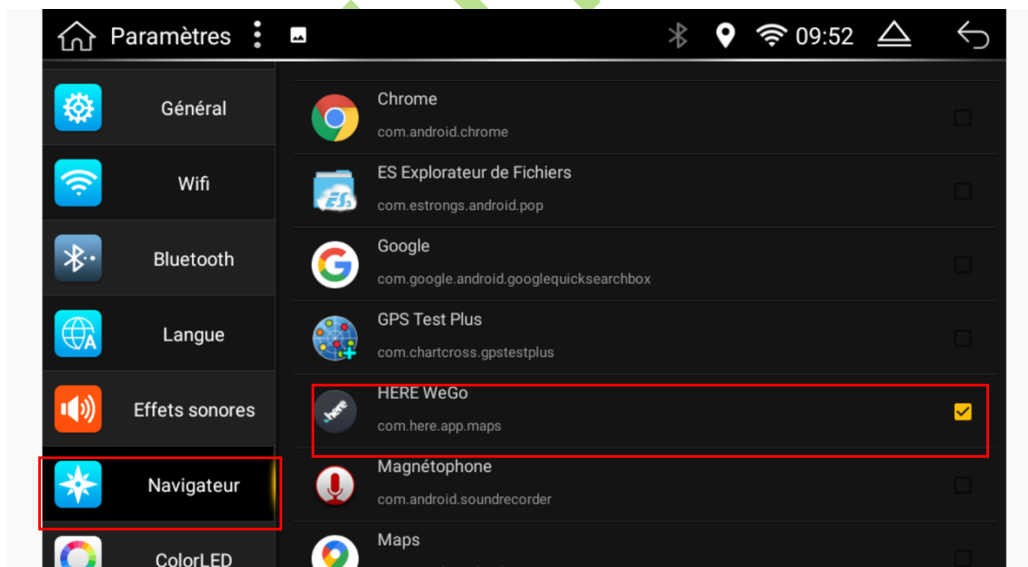 Paramètres
09:52
Général
Wifi
Bluetooth
Langue
Effets sonores
Navigateur
ColorLED
Chrome
com.android.chrome
ES Explorateur de Fichiers
com.estrongs.android.pop
Google
com.google.android.googlequicksearchbox
GPS Test Plus
com.chartcross.gpstestplus
HERE WeGo
com.here.app.maps
Magnétophone
com.android.soundrecorder
Maps